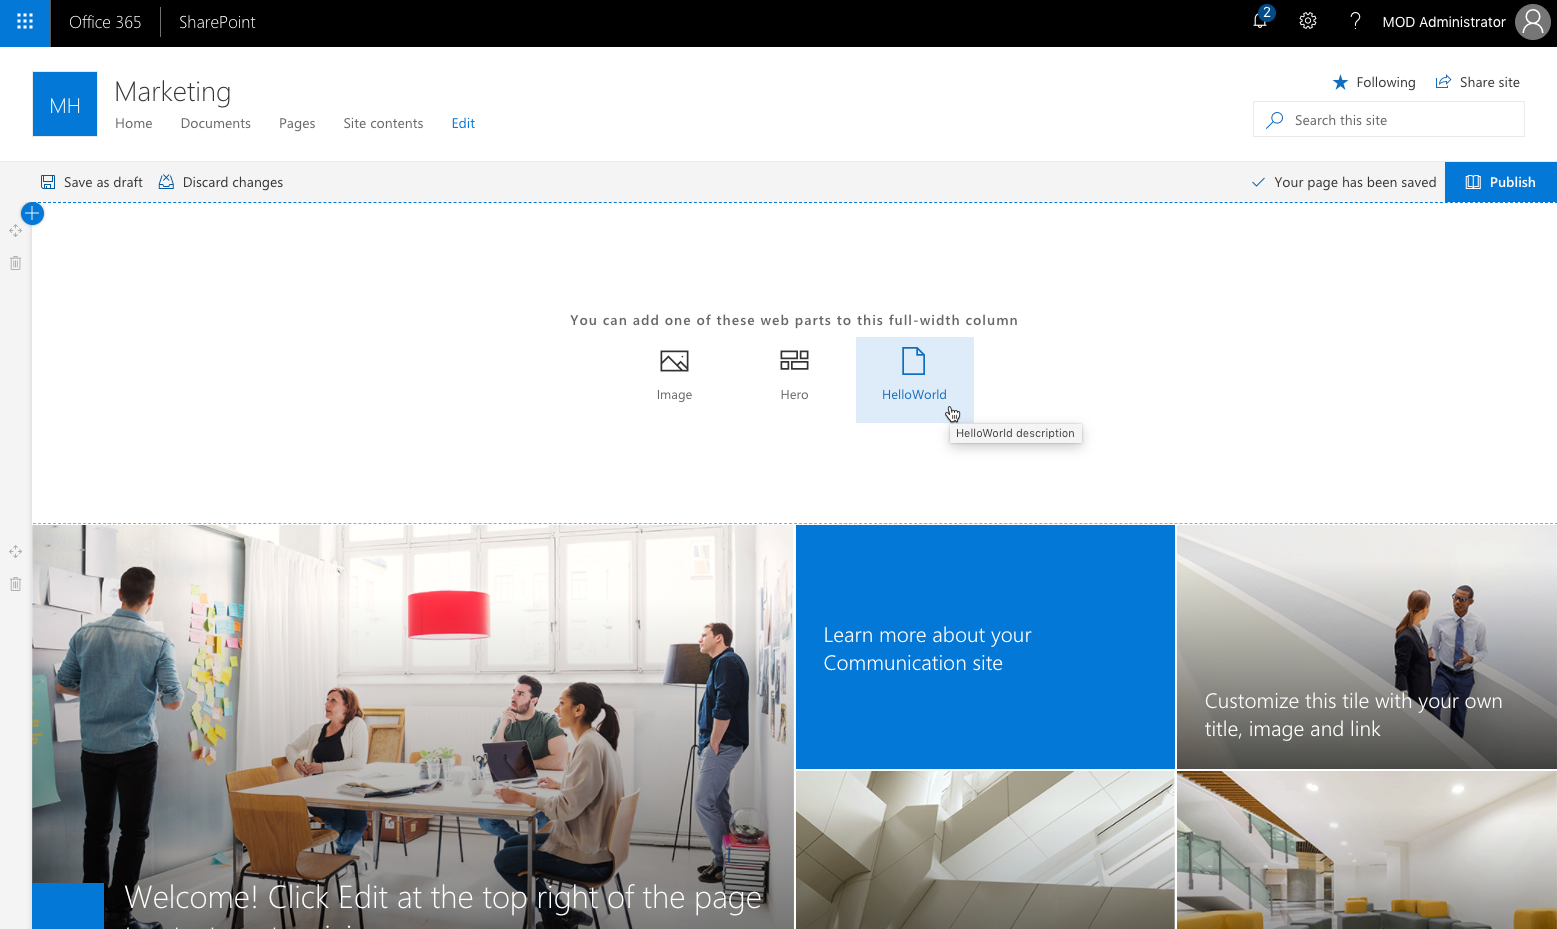 Office 365
SharePoint
2
MOD Administrator
MH
Marketing
Home Documents Pages Site contents Edit
Following Share site
Search this site
Save as draft Discard changes
Your page has been saved Publish
You can add one of these web parts to this full-width column
Image Hero HelloWorld
HelloWorld description
Learn more about your
Communication site
Customize this tile with your own
title, image and link
Welcome! Click Edit at the top right of the page